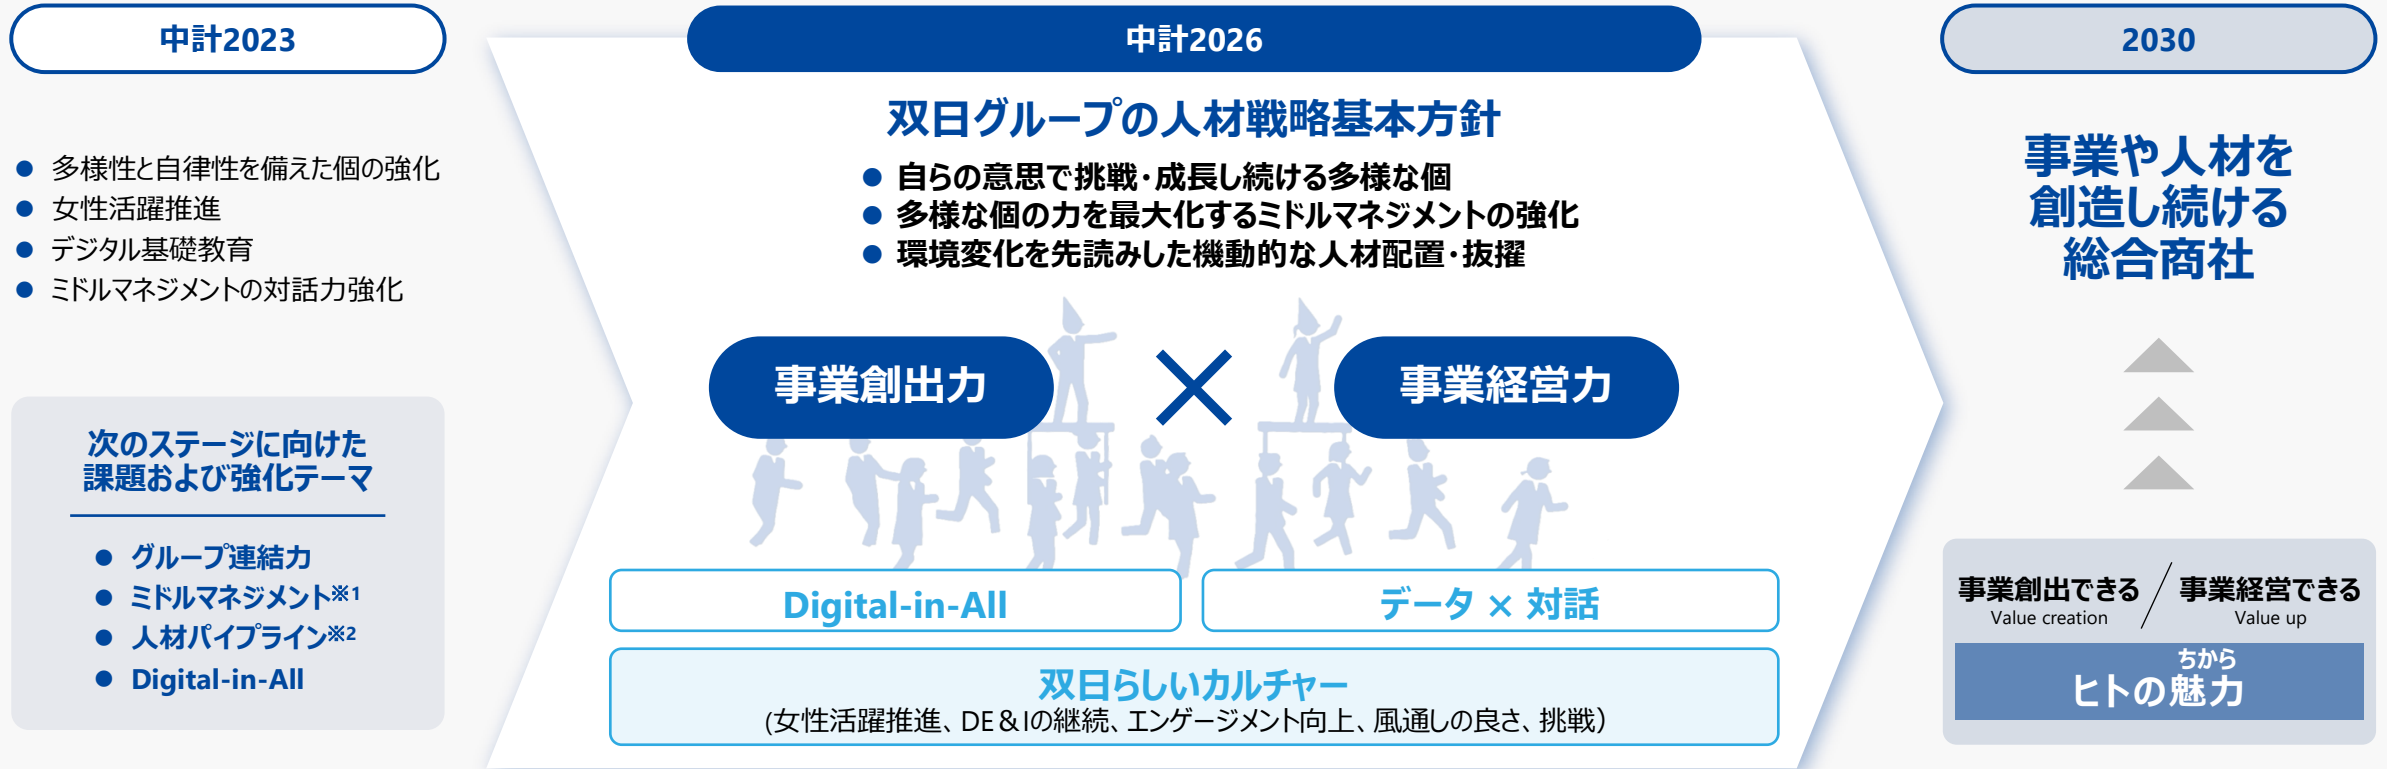 中計2023
● 多様性と自律性を備えた個の強化
● 女性活躍推進
● デジタル基礎教育
● ミドルマネジメントの対話力強化
次のステージに向けた
課題および強化テーマ
● グループ連結力
● ミドルマネジメント※1
● 人材パイプライン※2
● Digital-in-All
中計2026
双日グループの人材戦略基本方針
● 自らの意思で挑戦・成長し続ける多様な個
● 多様な個の力を最大化するミドルマネジメントの強化
● 環境変化を先読みした機動的な人材配置・抜擢
事業創出力 × 事業経営力
Digital-in-All
データ × 対話
双日らしいカルチャー
(女性活躍推進、DE&Iの継続、エンゲージメント向上、風通しの良さ、挑戦）
2030
事業や人材を
創造し続ける
総合商社
事業創出できる / 事業経営できる
Value creation Value up
ちから
ヒトの魅力